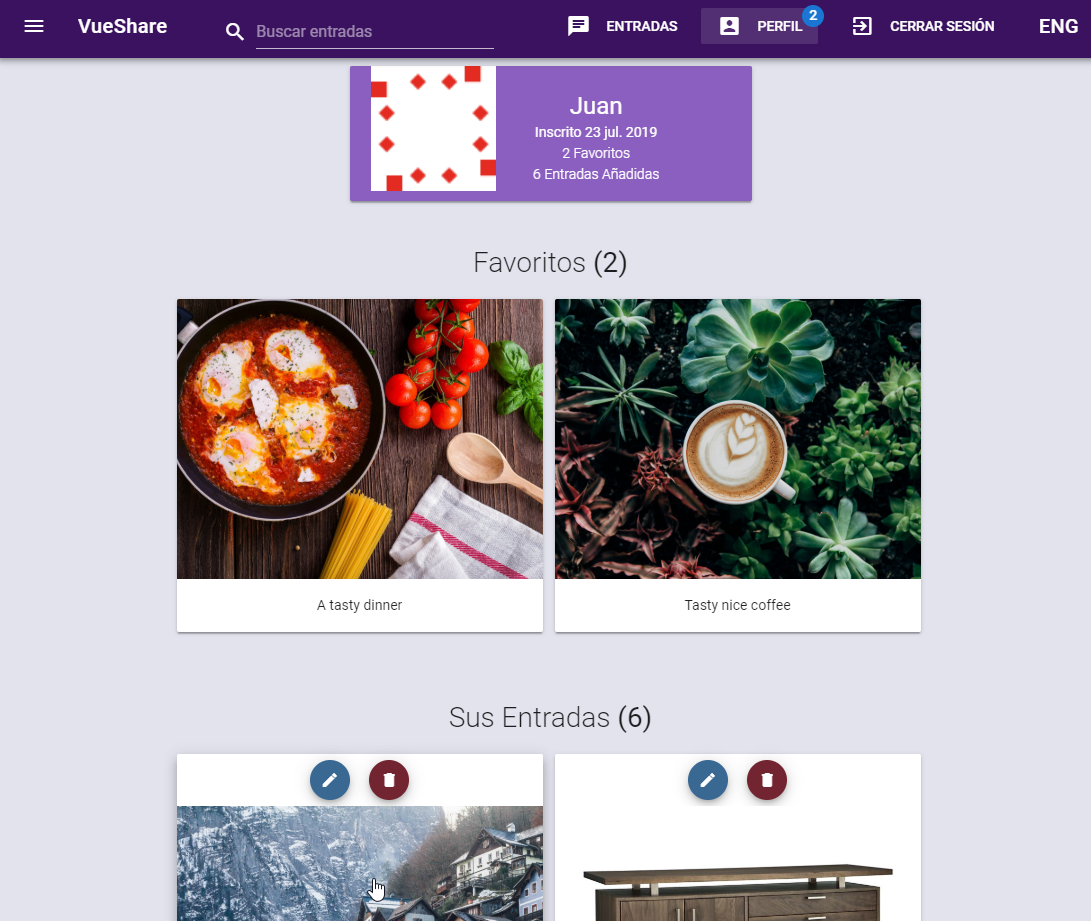 VueShare
Buscar entradas
ENTRADAS
PERFIL
2
CERRAR SESIÓN
ENG
Juan
Inscrito 23 jul. 2019
2 Favoritos
6 Entradas Añadidas
Favoritos (2)
A tasty dinner
Tasty nice coffee
Sus Entradas (6)